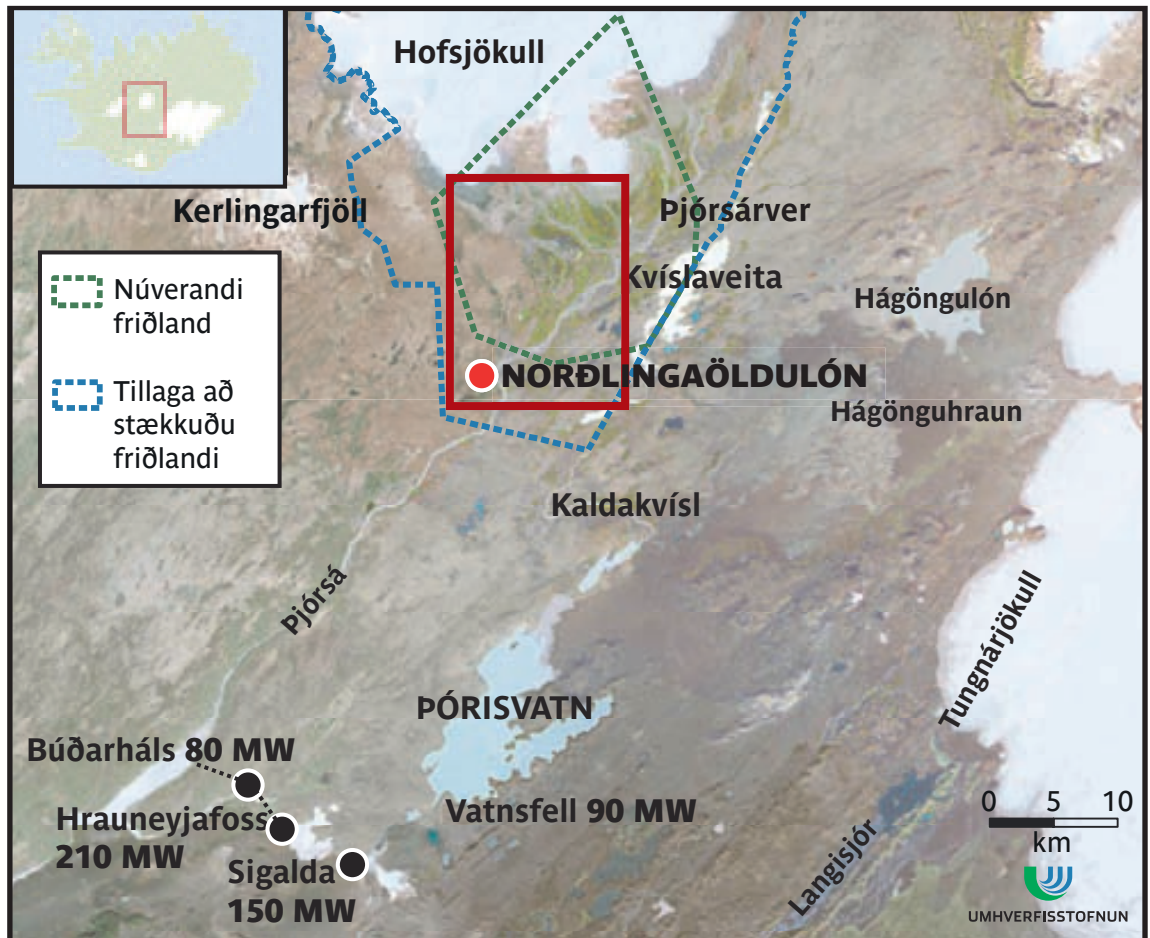 Hofsjökull
Kerlingarfjöll
Þjórsárver
Kvíslaveita
Hágöngulón
Núverandi
friðland
Tillaga að
stækkuðu
friðlandi
NORÐLINGAÖLDULÓN
Hágönguhraun
Kaldakvísl
Þjórsá
Tungnárjökull
ÞÓRISVATN
Búðarháls 80 MW
Hrauneyjafoss
210 MW
Vatnsfell 90 MW
Sigalda
150 MW
Langisjór
0 5 10
km
UMHVERFISSTOFNUN